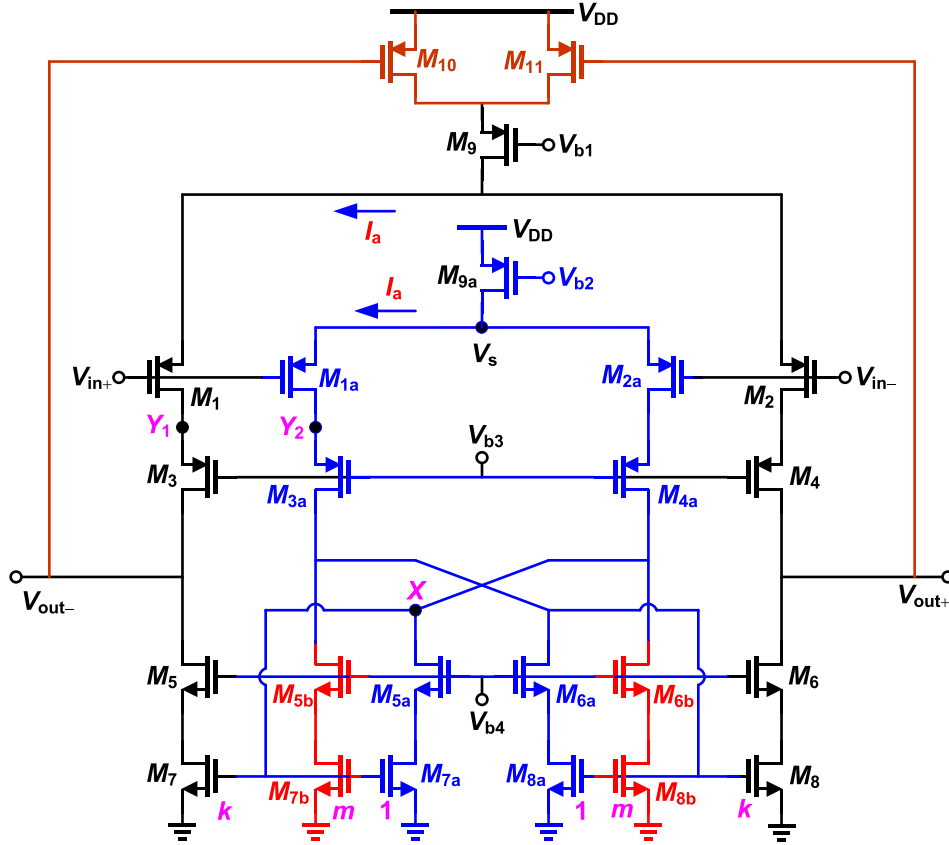 VDD
M10 M11
M9 Vb1
Ia
VDD
M9a Vb2
Ia
Vs
Vin+ M1 M1a M2a M2 Vin−
Y1 Y2
Vb3
M3 M3a M4a M4
X
Vout− Vout+
M5 M5b M5a M6a M6b M6
Vb4
M7 M7b M7a M8a M8b M8
k m 1 1 m k